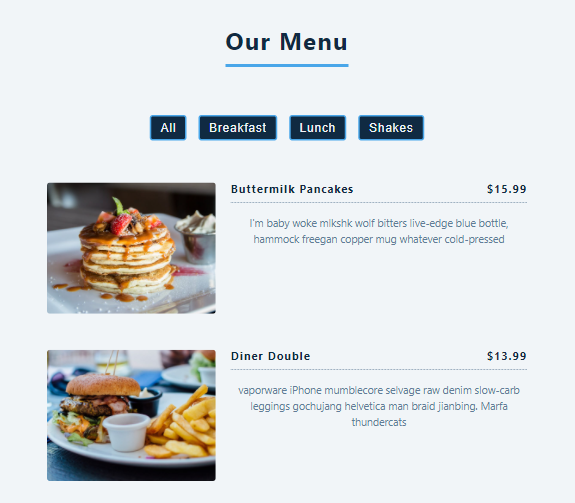 Our Menu
All
Breakfast
Lunch
Shakes
Buttermilk Pancakes
$15.99
I'm baby woke mlkshk wolf bitters live-edge blue bottle,
hammock freegan copper mug whatever cold-pressed
Diner Double
$13.99
vaporware iPhone mumblecore selvage raw denim slow-carb
leggings gochujang helvetica man braid jianbing. Marfa
thundercats